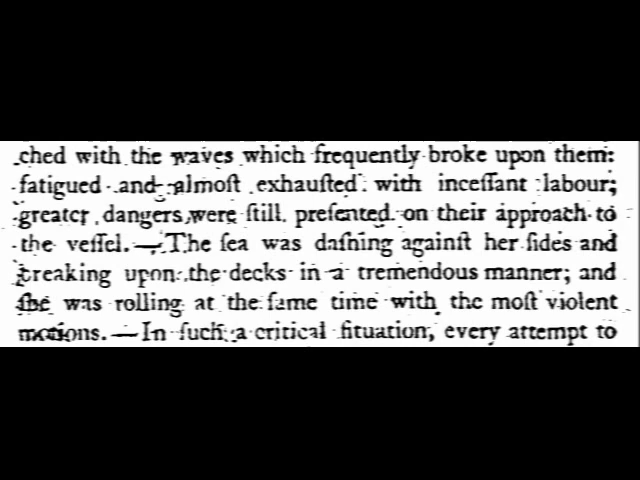 ched with the waves which frequently broke upon them:
fatigued and almoſt exhauſted with inceſſant labour;
greater dangers were ſtill preſented on their approach to
the veſſel.—The ſea was daſhing againſt her ſides and
breaking upon the decks in a tremendous manner; and
ſhe was rolling at the ſame time with the moſt violent
motions.—In ſuch a critical ſituation, every attempt to